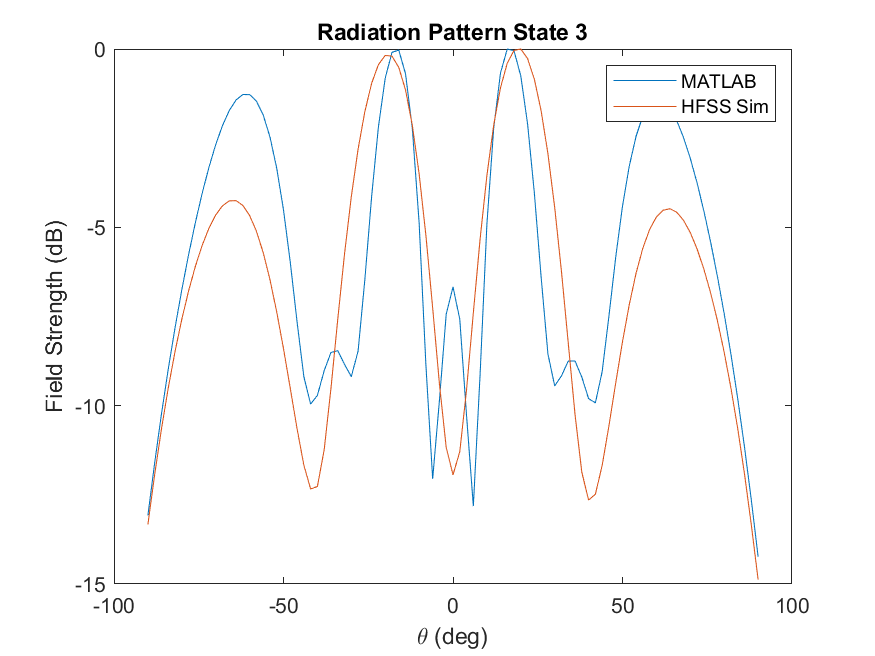 Radiation Pattern State 3
0
MATLAB
HFSS Sim
-5
Field Strength (dB)
-10
-15
-100
-50
0
50
100
θ (deg)